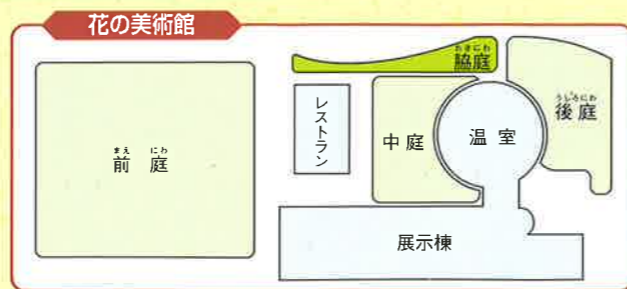 花の美術館
わきにわ
脇庭
うしろにわ
後庭
レストラン
中庭
温室
まえ にわ
前 庭
展示棟